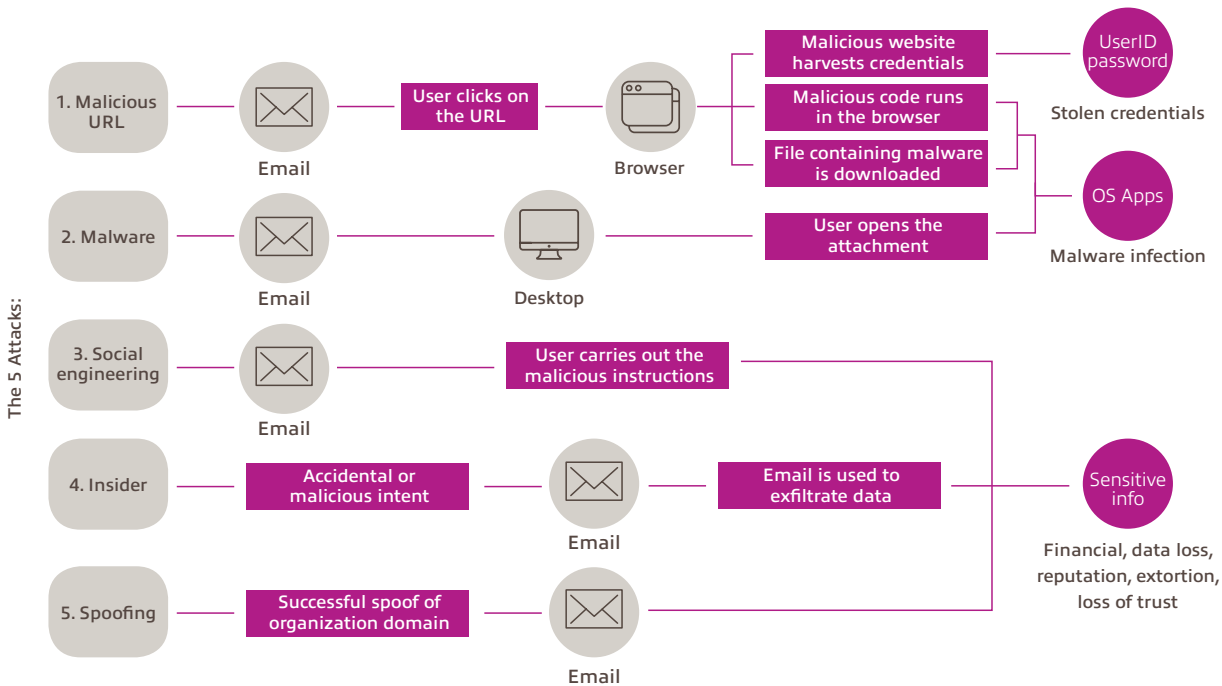 The 5 Attacks:
1. Malicious
URL
Email
User clicks on
the URL
Browser
Malicious website
harvests credentials
Malicious code runs
in the browser
File containing malware
is downloaded
UserID
password
Stolen credentials
2. Malware
Email
Desktop
User opens the
attachment
OS Apps
Malware infection
3. Social
engineering
Email
User carries out the
malicious instructions
4. Insider
Accidental or
malicious intent
Email
Email is used to
exfiltrate data
Sensitive
info
Financial, data loss,
reputation, extortion,
loss of trust
5. Spoofing
Successful spoof of
organization domain
Email